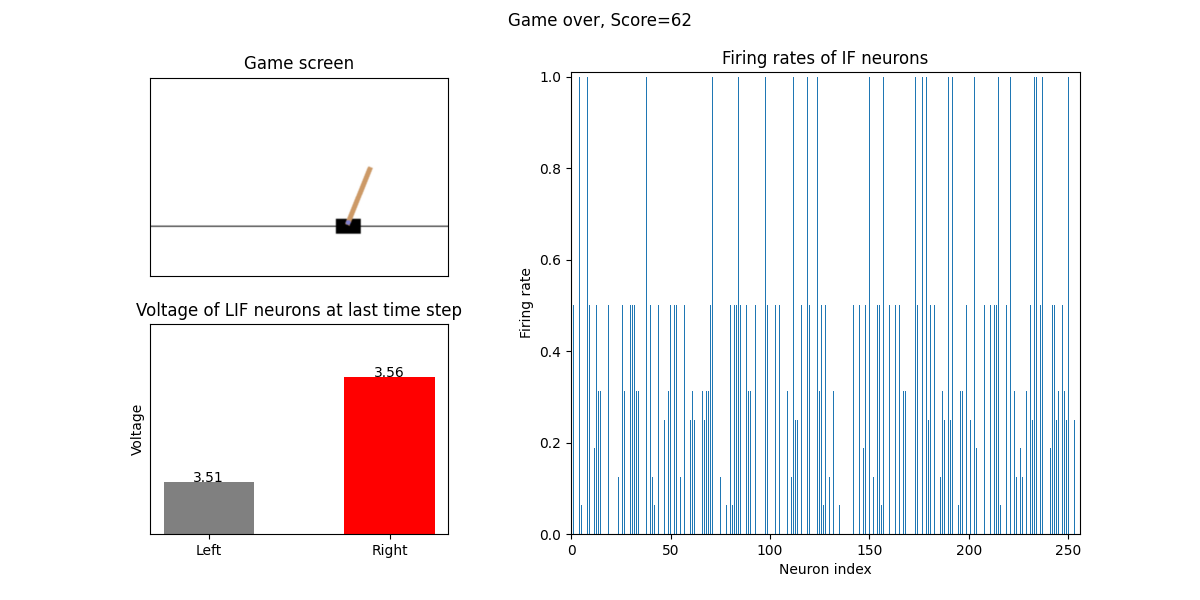 Game over, Score=62
Game screen
Voltage of LIF neurons at last time step
Voltage
3.51
3.56
Left
Right
Firing rates of IF neurons
Firing rate
1.0
0.8
0.6
0.4
0.2
0.0
0
50
100
150
200
250
Neuron index